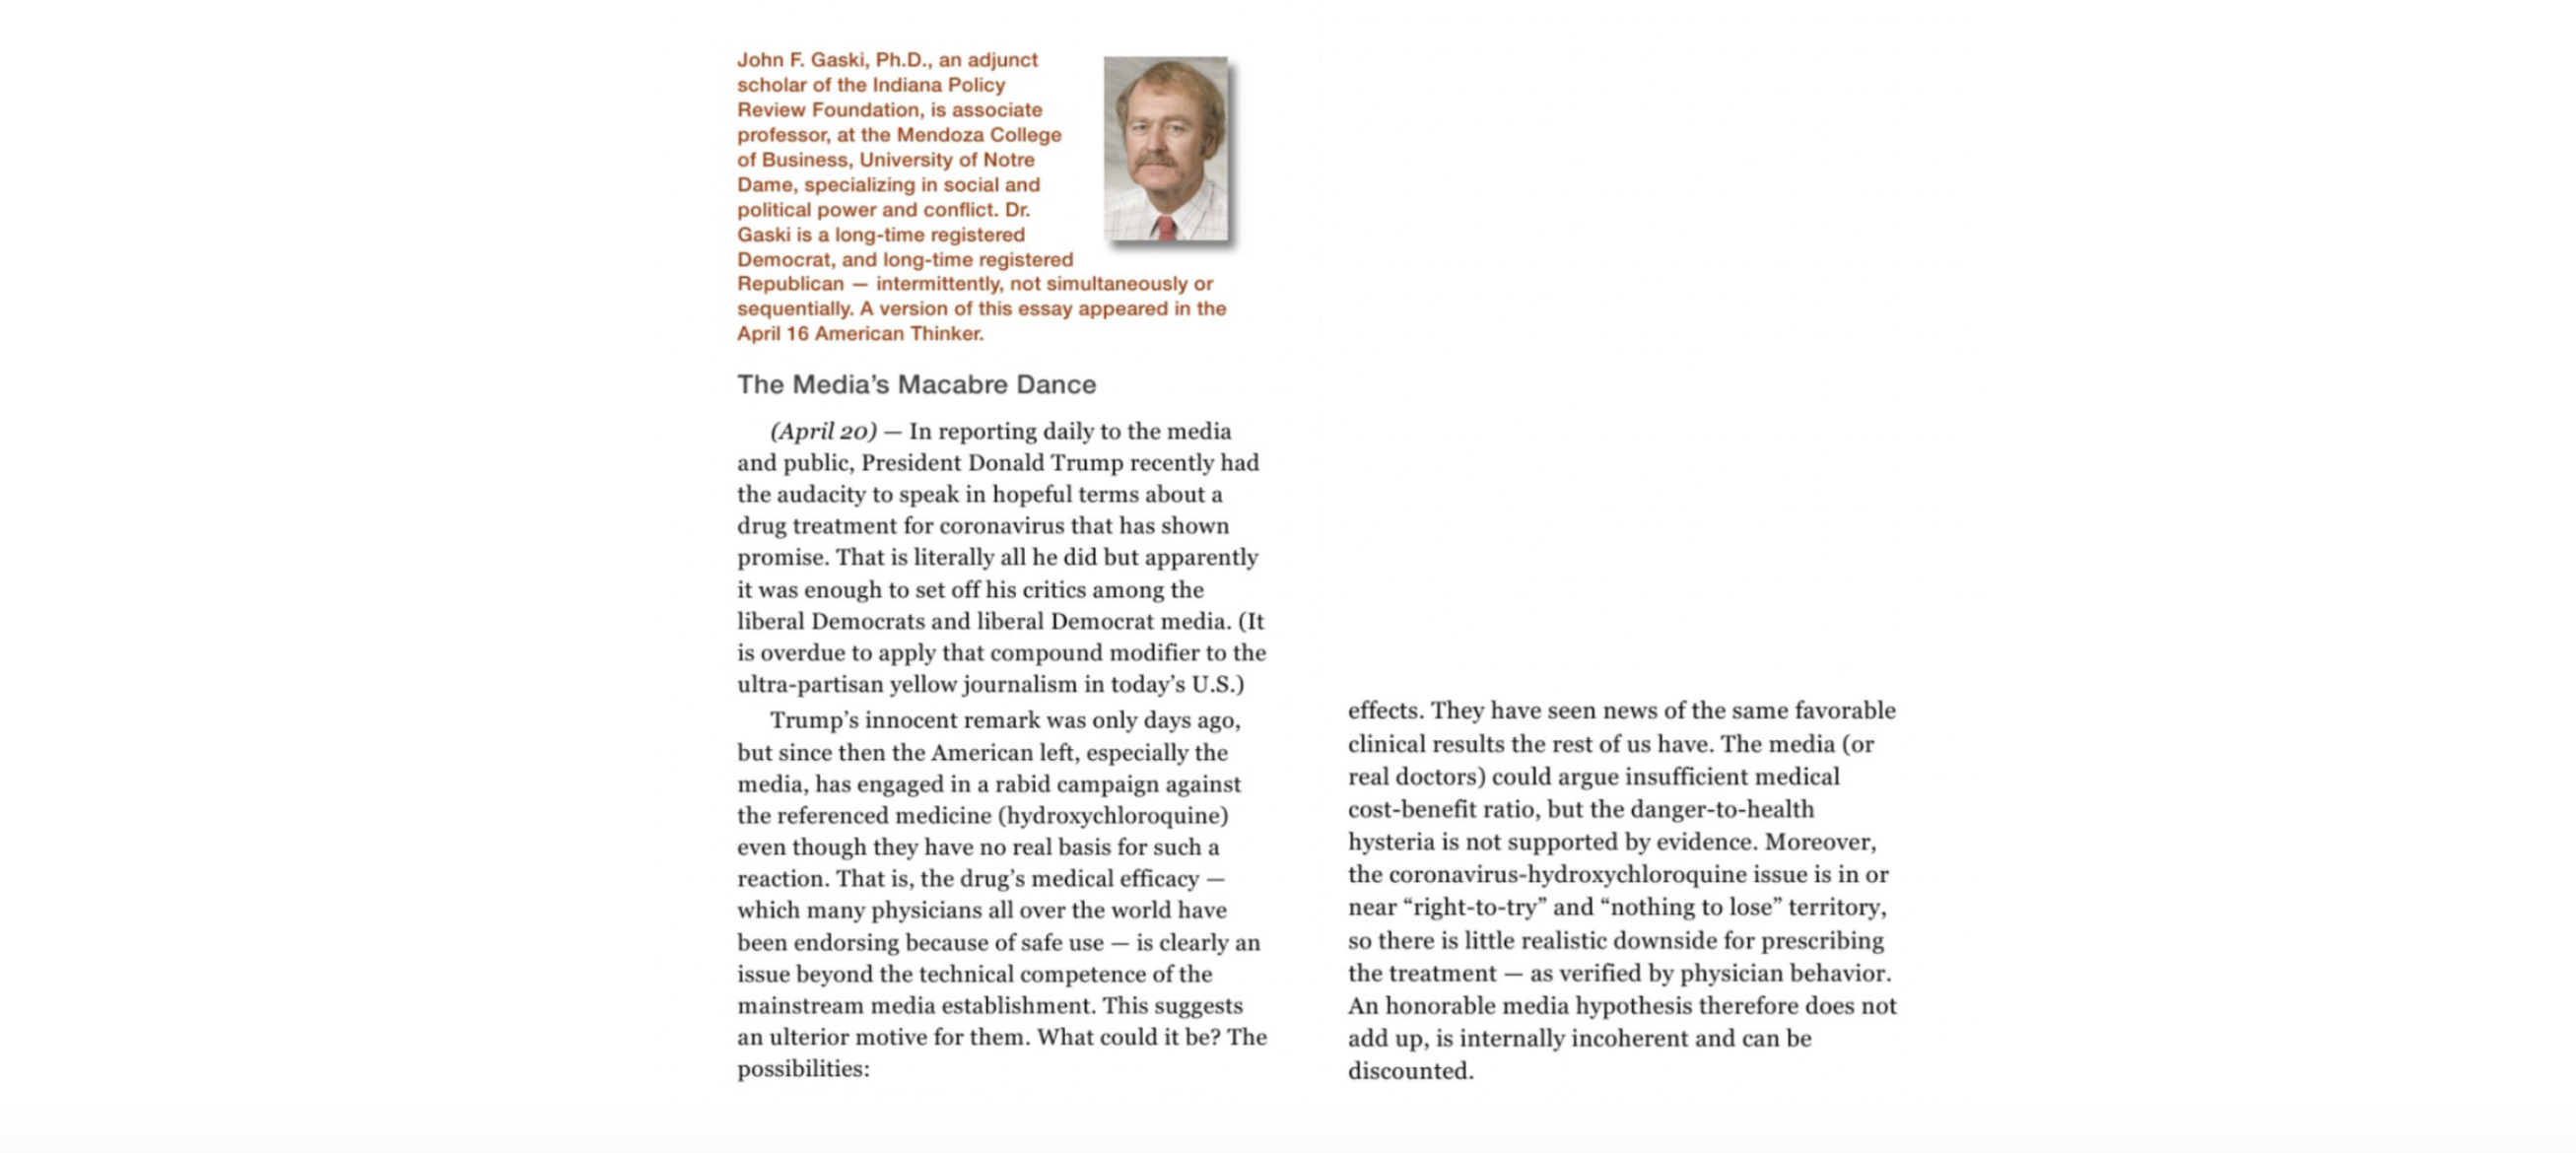 John F. Gaski, Ph.D., an adjunct
scholar of the Indiana Policy
Review Foundation, is associate
professor, at the Mendoza College
of Business, University of Notre
Dame, specializing in social and
political power and conflict. Dr.
Gaski is a long-time registered
Democrat, and long-time registered
Republican — intermittently, not simultaneously or
sequentially. A version of this essay appeared in the
April 16 American Thinker.
The Media’s Macabre Dance
(April 20) — In reporting daily to the media
and public, President Donald Trump recently had
the audacity to speak in hopeful terms about a
drug treatment for coronavirus that has shown
promise. That is literally all he did but apparently
it was enough to set off his critics among the
liberal Democrats and liberal Democrat media. (It
is overdue to apply that compound modifier to the
ultra-partisan yellow journalism in today’s U.S.)
Trump’s innocent remark was only days ago,
but since then the American left, especially the
media, has engaged in a rabid campaign against
the referenced medicine (hydroxychloroquine)
even though they have no real basis for such a
reaction. That is, the drug’s medical efficacy —
which many physicians all over the world have
been endorsing because of safe use — is clearly an
issue beyond the technical competence of the
mainstream media establishment. This suggests
an ulterior motive for them. What could it be? The
possibilities:
effects. They have seen news of the same favorable
clinical results the rest of us have. The media (or
real doctors) could argue insufficient medical
cost-benefit ratio, but the danger-to-health
hysteria is not supported by evidence. Moreover,
the coronavirus-hydroxychloroquine issue is in or
near “right-to-try” and “nothing to lose” territory,
so there is little realistic downside for prescribing
the treatment — as verified by physician behavior.
An honorable media hypothesis therefore does not
add up, is internally incoherent and can be
discounted.